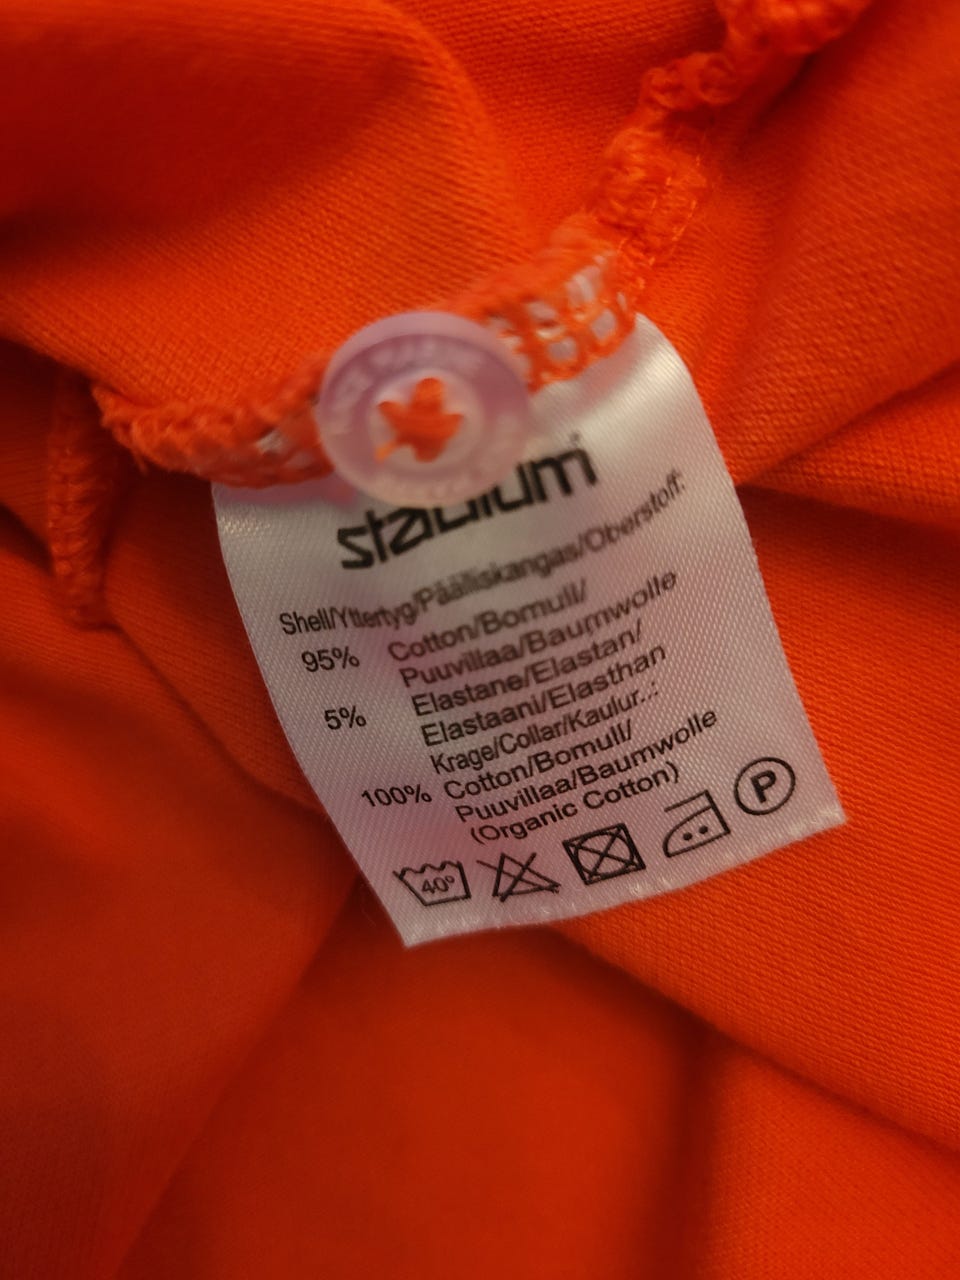 stadium
Shell/Yttertyg/Päälliskangas/Oberstoff:
95% Cotton/Bomull/
Puuvillaa/Baumwolle
5% Elastane/Elastan/
Elastaani/Elasthan
Krage/Collar/Kaulur..:
100% Cotton/Bomull/
Puuvillaa/Baumwolle
(Organic Cotton)
40° P